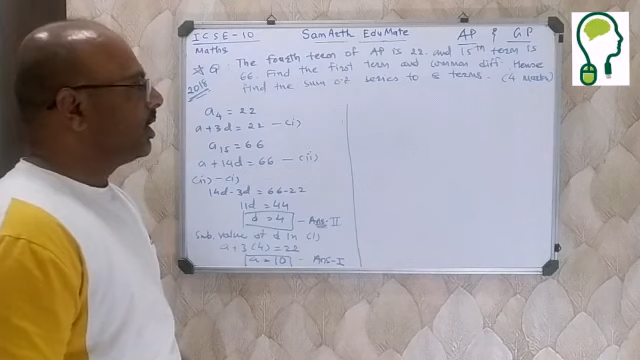 ICSE-10 SamAeth EduMate AP & GP
Maths
Q: The fourth term of AP is 22 and 15th term is
66. Find the first Term and common diff. Hence
2018 find the sum of series to 8 terms. (4 marks)
a4 = 22
a+3d = 22 - (i)
a15 = 66
a + 14d = 66 - (ii)
(ii) - (i)
14d-3d = 66-22
11d = 44
d = 4 - Ans-II
Sub. value of d in (i)
a+3(4) = 22
a = 10 - Ans-I